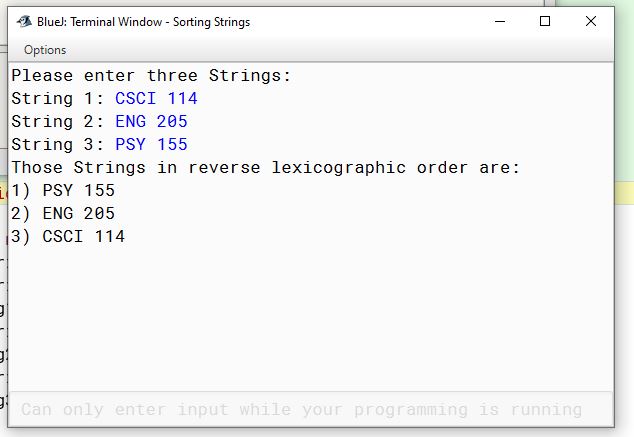 BlueJ: Terminal Window - Sorting Strings
Options
Please enter three Strings:
String 1: CSCI 114
String 2: ENG 205
String 3: PSY 155
Those Strings in reverse lexicographic order are:
1) PSY 155
2) ENG 205
3) CSCI 114
Can only enter input while your programming is running